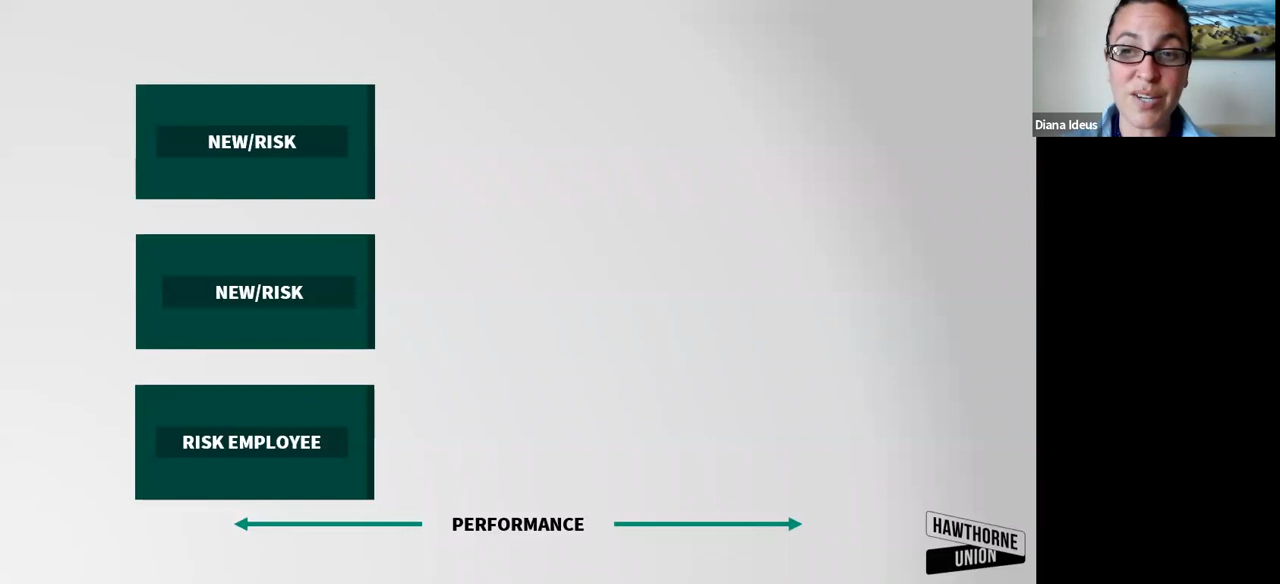 NEW/RISK
Diana Ideus
NEW/RISK
RISK EMPLOYEE
PERFORMANCE
HAWTHORNE
UNION